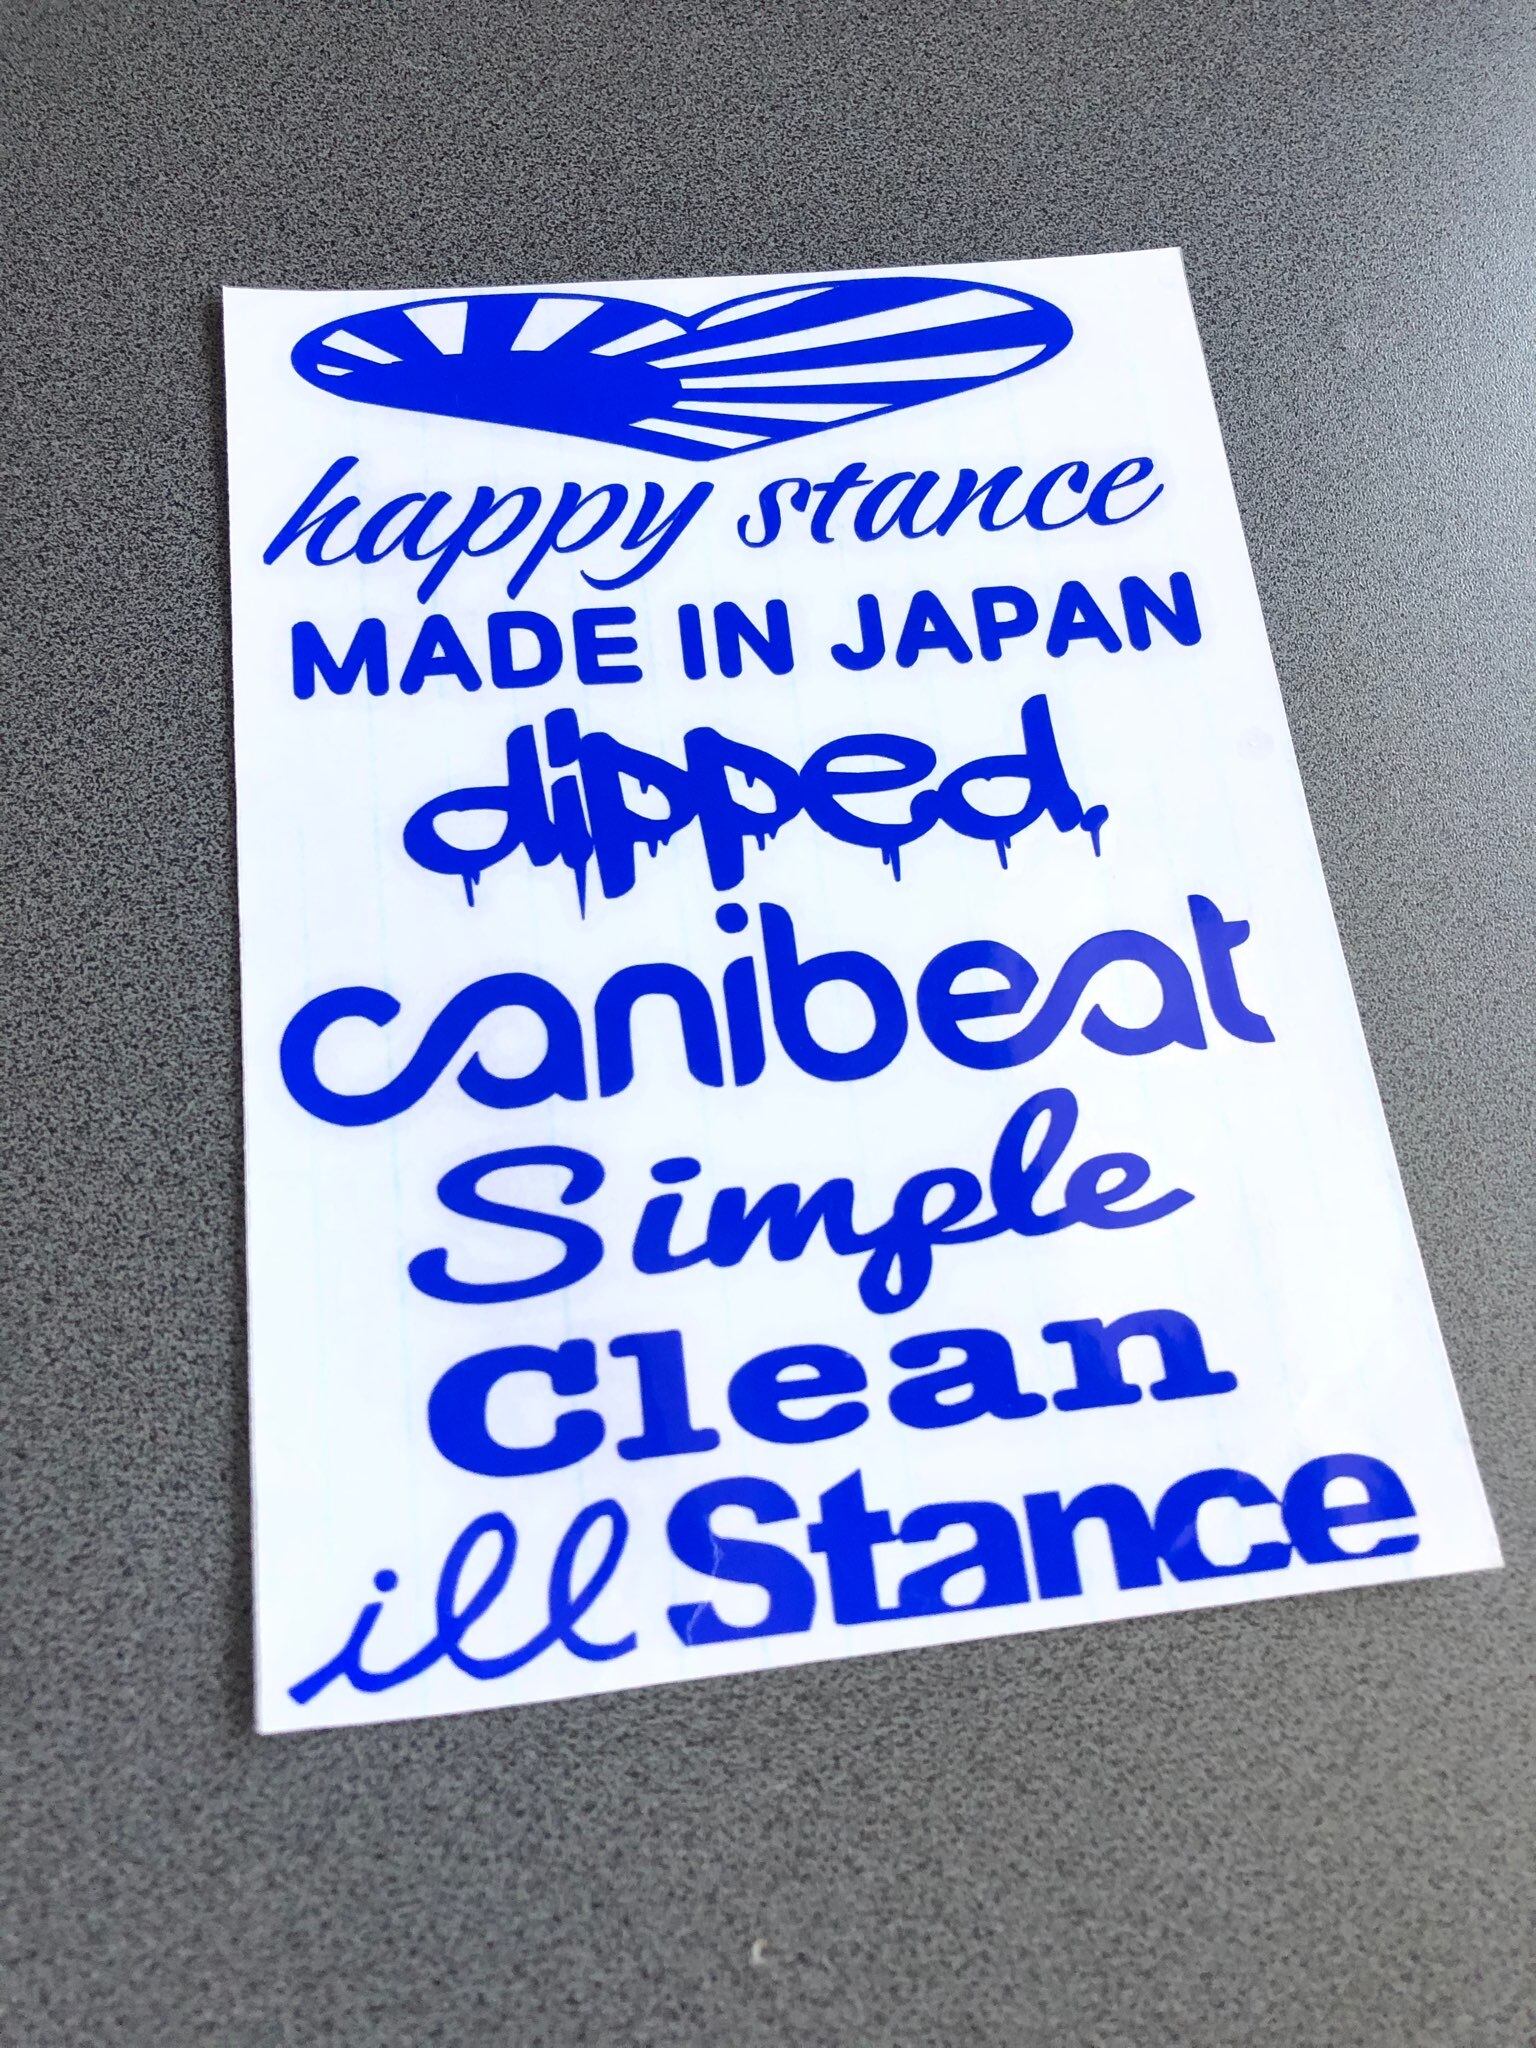 happy stance
MADE IN JAPAN
dipped.
canibeat
Simple
Clean
ill Stance